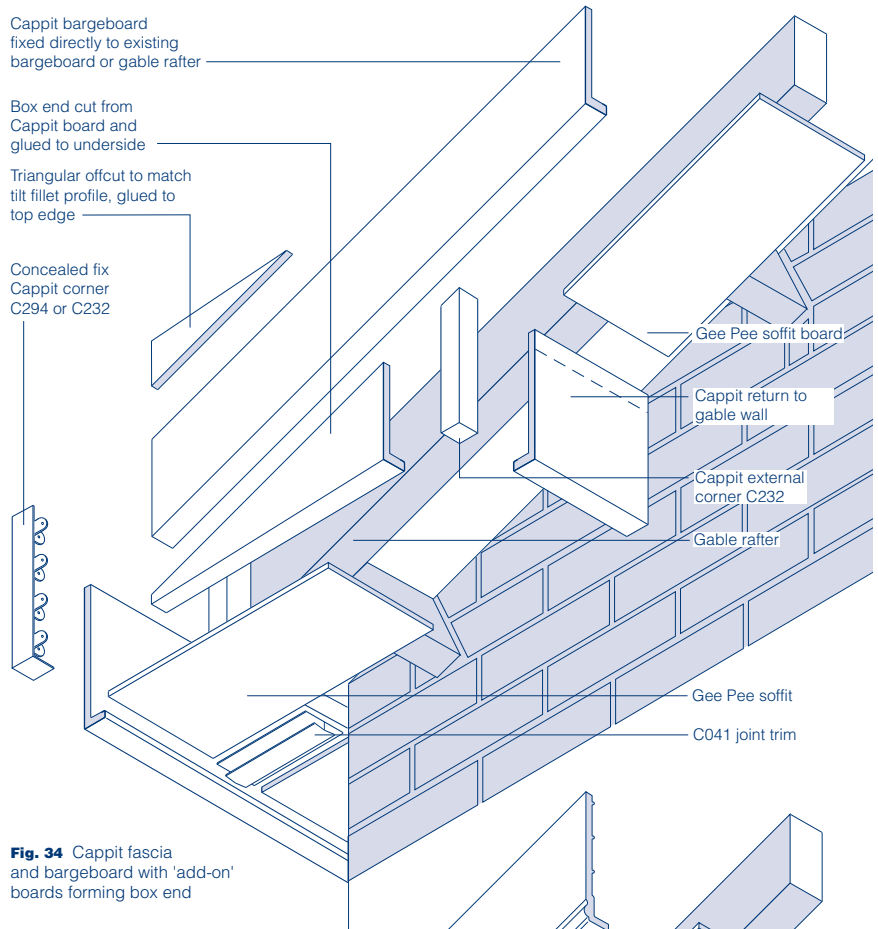 Cappit bargeboard
fixed directly to existing
bargeboard or gable rafter
Box end cut from
Cappit board and
glued to underside
Triangular offcut to match
tilt fillet profile, glued to
top edge
Concealed fix
Cappit corner
C294 or C232
Gee Pee soffit board
Cappit return to
gable wall
Cappit external
corner C232
Gable rafter
Gee Pee soffit
C041 joint trim
Fig. 34 Cappit fascia
and bargeboard with 'add-on'
boards forming box end